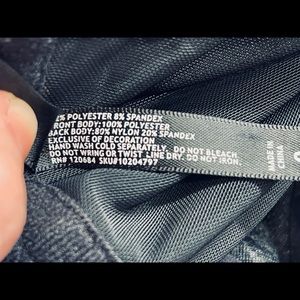 2% POLYESTER 8% SPANDEX
RONT BODY:100% POLYESTER
BACK BODY:80% NYLON 20% SPANDEX
EXCLUSIVE OF DECORATION
HAND WASH COLD SEPARATELY. DO NOT BLEACH
DO NOT WRING OR TWIST. LINE DRY. DO NOT IRON
RN# 120684 SKU#10204797
MADE IN
CHINA